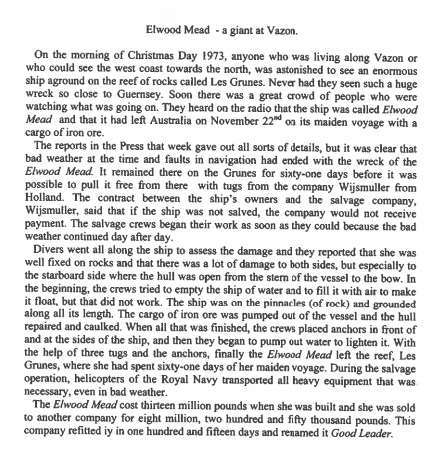 Elwood Mead - a giant at Vazon.
On the morning of Christmas Day 1973, anyone who was living along Vazon or
who could see the west coast towards the north, was astonished to see an enormous
ship aground on the reef of rocks called Les Grunes. Never had they seen such a huge
wreck so close to Guernsey. Soon there was a great crowd of people who were
watching what was going on. They heard on the radio that the ship was called Elwood
Mead and that it had left Australia on November 22nd on its maiden voyage with a
cargo of iron ore.
The reports in the Press that week gave out all sorts of details, but it was clear that
bad weather at the time and faults in navigation had ended with the wreck of the
Elwood Mead. It remained there on the Grunes for sixty-one days before it was
possible to pull it free from there with tugs from the company Wijsmuller from
Holland. The contract between the ship's owners and the salvage company,
Wijsmuller, said that if the ship was not salved, the company would not receive
payment. The salvage crews began their work as soon as they could because the bad
weather continued day after day.
Divers went all along the ship to assess the damage and they reported that she was
well fixed on rocks and that there was a lot of damage to both sides, but especially to
the starboard side where the hull was open from the stern of the vessel to the bow. In
the beginning, the crews tried to empty the ship of water and to fill it with air to make
it float, but that did not work. The ship was on the pinnacles (of rock) and grounded
along all its length. The cargo of iron ore was pumped out of the vessel and the hull
repaired and caulked. When all that was finished, the crews placed anchors in front of
and at the sides of the ship, and then they began to pump out water to lighten it. With
the help of three tugs and the anchors, finally the Elwood Mead left the reef, Les
Grunes, where she had spent sixty-one days of her maiden voyage. During the salvage
operation, helicopters of the Royal Navy transported all heavy equipment that was
necessary, even in bad weather.
The Elwood Mead cost thirteen million pounds when she was built and she was sold
to another company for eight million, two hundred and fifty thousand pounds. This
company refitted iy in one hundred and fifteen days and renamed it Good Leader.